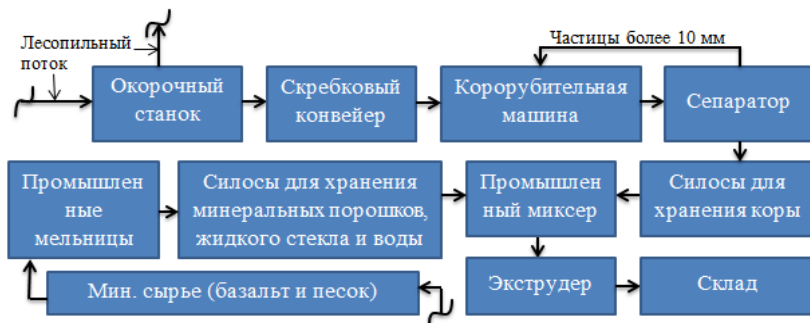 Лесопильный
поток
Частицы более 10 мм
Окорочный
станок
Скребковый
конвейер
Корорубительная
машина
Сепаратор
Промышлен
ные
мельницы
Силосы для хранения
минеральных порошков,
жидкого стекла и воды
Промышлен
ный миксер
Силосы для
хранения коры
Мин. сырье (базальт и песок)
Экструдер
Склад